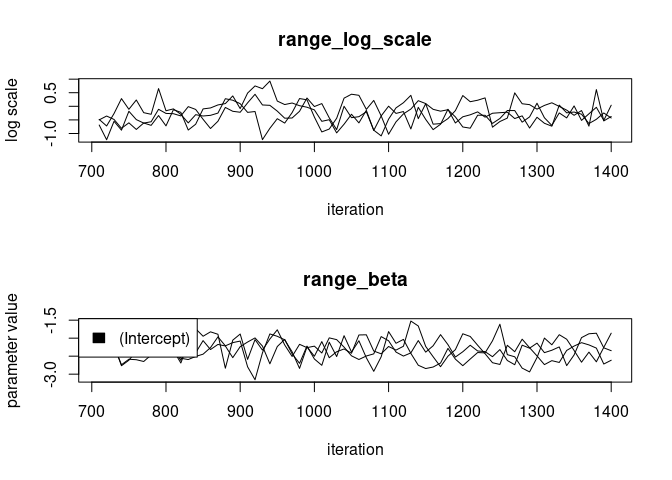 range_log_scale
log scale
0.5
-1.0
700 800 900 1000 1100 1200 1300 1400
iteration
range_beta
parameter value
-1.5
-3.0
(Intercept)
700 800 900 1000 1100 1200 1300 1400
iteration